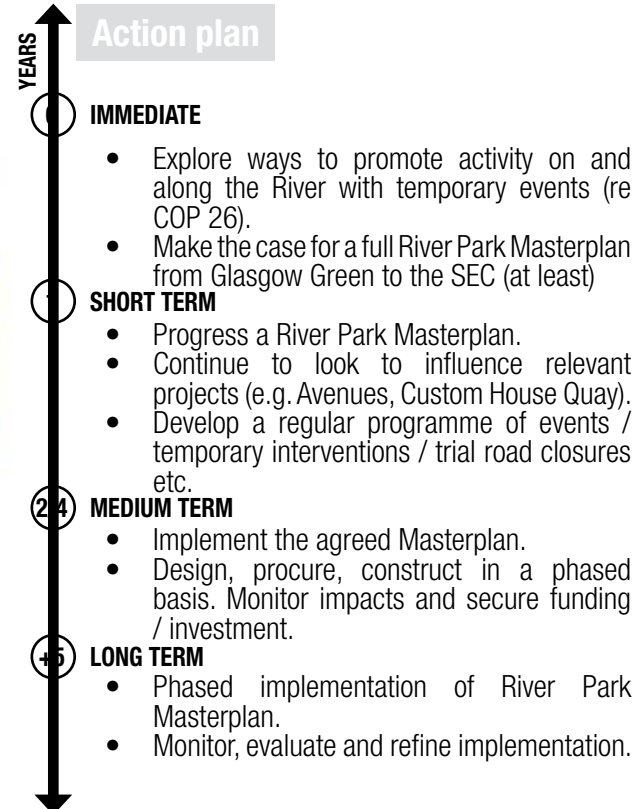 YEARS
Action plan
IMMEDIATE
• Explore ways to promote activity on and
along the River with temporary events (re
COP 26).
• Make the case for a full River Park Masterplan
from Glasgow Green to the SEC (at least)
SHORT TERM
• Progress a River Park Masterplan.
• Continue to look to influence relevant
projects (e.g. Avenues, Custom House Quay).
• Develop a regular programme of events /
temporary interventions / trial road closures
etc.
2-4 MEDIUM TERM
• Implement the agreed Masterplan.
• Design, procure, construct in a phased
basis. Monitor impacts and secure funding
/ investment.
+5 LONG TERM
• Phased implementation of River Park
Masterplan.
• Monitor, evaluate and refine implementation.